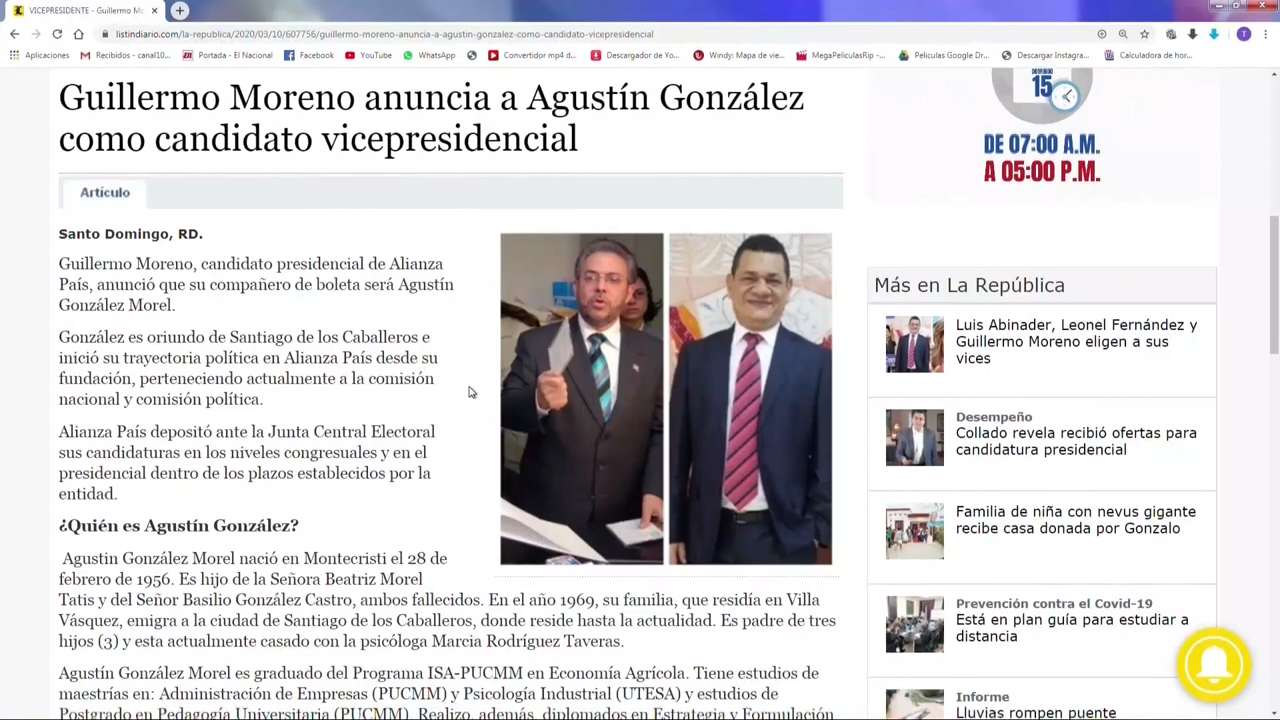 VICEPRESIDENTE - Guillermo Mo
listindiario.com/la-republica/2020/03/10/607756/guillermo-moreno-anuncia-a-agustin-gonzalez-como-candidato-vicepresidencial
T
Aplicaciones
Recibidos - canal10...
Portada - El Nacional
Facebook
YouTube
WhatsApp
Convertidor mp4 d...
Descargador de Yo...
Windy: Mapa de vie...
MegaPeliculasRip -...
Peliculas Google Dr...
Descargar Instagra...
Calculadora de hor...
Guillermo Moreno anuncia a Agustín González
como candidato vicepresidencial
Artículo
Santo Domingo, RD.
Guillermo Moreno, candidato presidencial de Alianza
País, anunció que su compañero de boleta será Agustín
González Morel.
González es oriundo de Santiago de los Caballeros e
inició su trayectoria política en Alianza País desde su
fundación, perteneciendo actualmente a la comisión
nacional y comisión política.
Alianza País depositó ante la Junta Central Electoral
sus candidaturas en los niveles congresuales y en el
presidencial dentro de los plazos establecidos por la
entidad.
¿Quién es Agustín González?
Agustin González Morel nació en Montecristi el 28 de
febrero de 1956. Es hijo de la Señora Beatriz Morel
Tatis y del Señor Basilio González Castro, ambos fallecidos. En el año 1969, su familia, que residía en Villa
Vásquez, emigra a la ciudad de Santiago de los Caballeros, donde reside hasta la actualidad. Es padre de tres
hijos (3) y esta actualmente casado con la psicóloga Marcia Rodríguez Taveras.
Agustín González Morel es graduado del Programa ISA-PUCMM en Economía Agrícola. Tiene estudios de
maestrías en: Administración de Empresas (PUCMM) y Psicología Industrial (UTESA) y estudios de
Postgrado en Pedagogía Universitaria (PUCMM). Realizo, además, diplomados en Estrategia y Formulación
DOMINGO
15
DE 07:00 A.M.
A 05:00 P.M.
Más en La República
Luis Abinader, Leonel Fernández y
Guillermo Moreno eligen a sus
vices
Desempeño
Collado revela recibió ofertas para
candidatura presidencial
Familia de niña con nevus gigante
recibe casa donada por Gonzalo
Prevención contra el Covid-19
Está en plan guía para estudiar a
distancia
Informe
Lluvias rompen puente